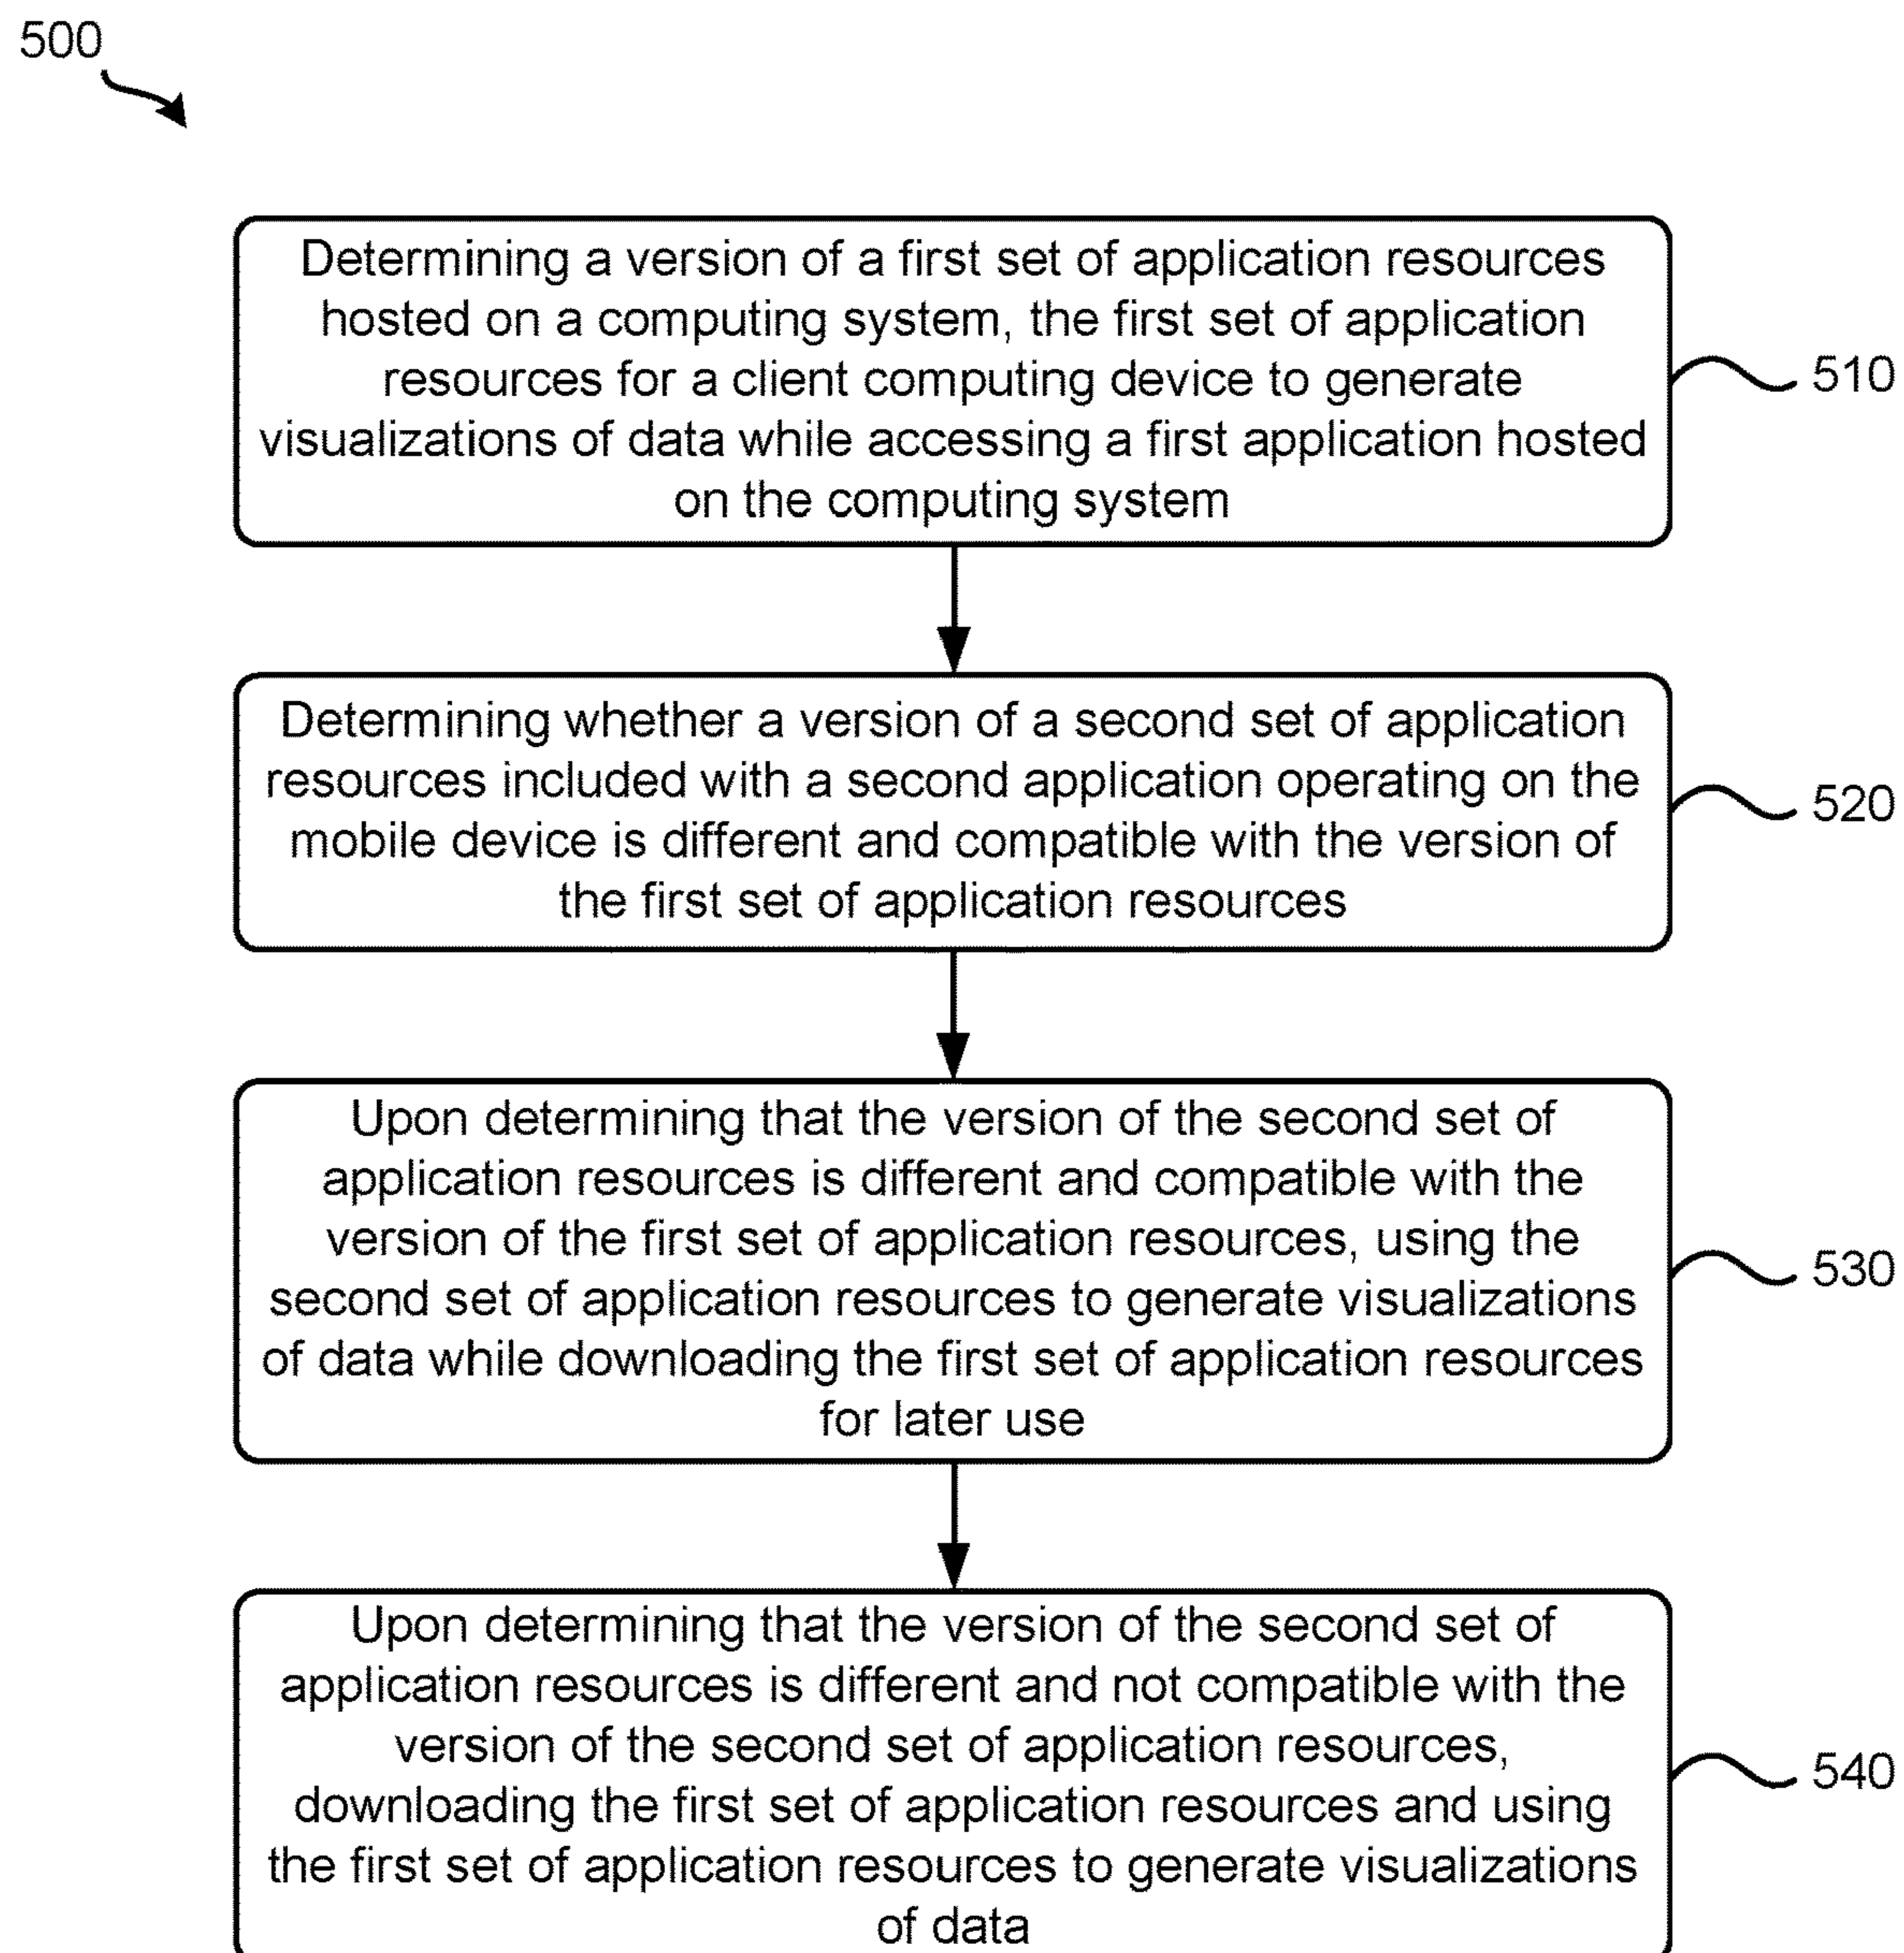 500
Determining a version of a first set of application resources
hosted on a computing system, the first set of application
resources for a client computing device to generate
visualizations of data while accessing a first application hosted
on the computing system
510
Determining whether a version of a second set of application
resources included with a second application operating on the
mobile device is different and compatible with the version of
the first set of application resources
520
Upon determining that the version of the second set of
application resources is different and compatible with the
version of the first set of application resources, using the
second set of application resources to generate visualizations
of data while downloading the first set of application resources
for later use
530
Upon determining that the version of the second set of
application resources is different and not compatible with the
version of the second set of application resources,
downloading the first set of application resources and using
the first set of application resources to generate visualizations
of data
540